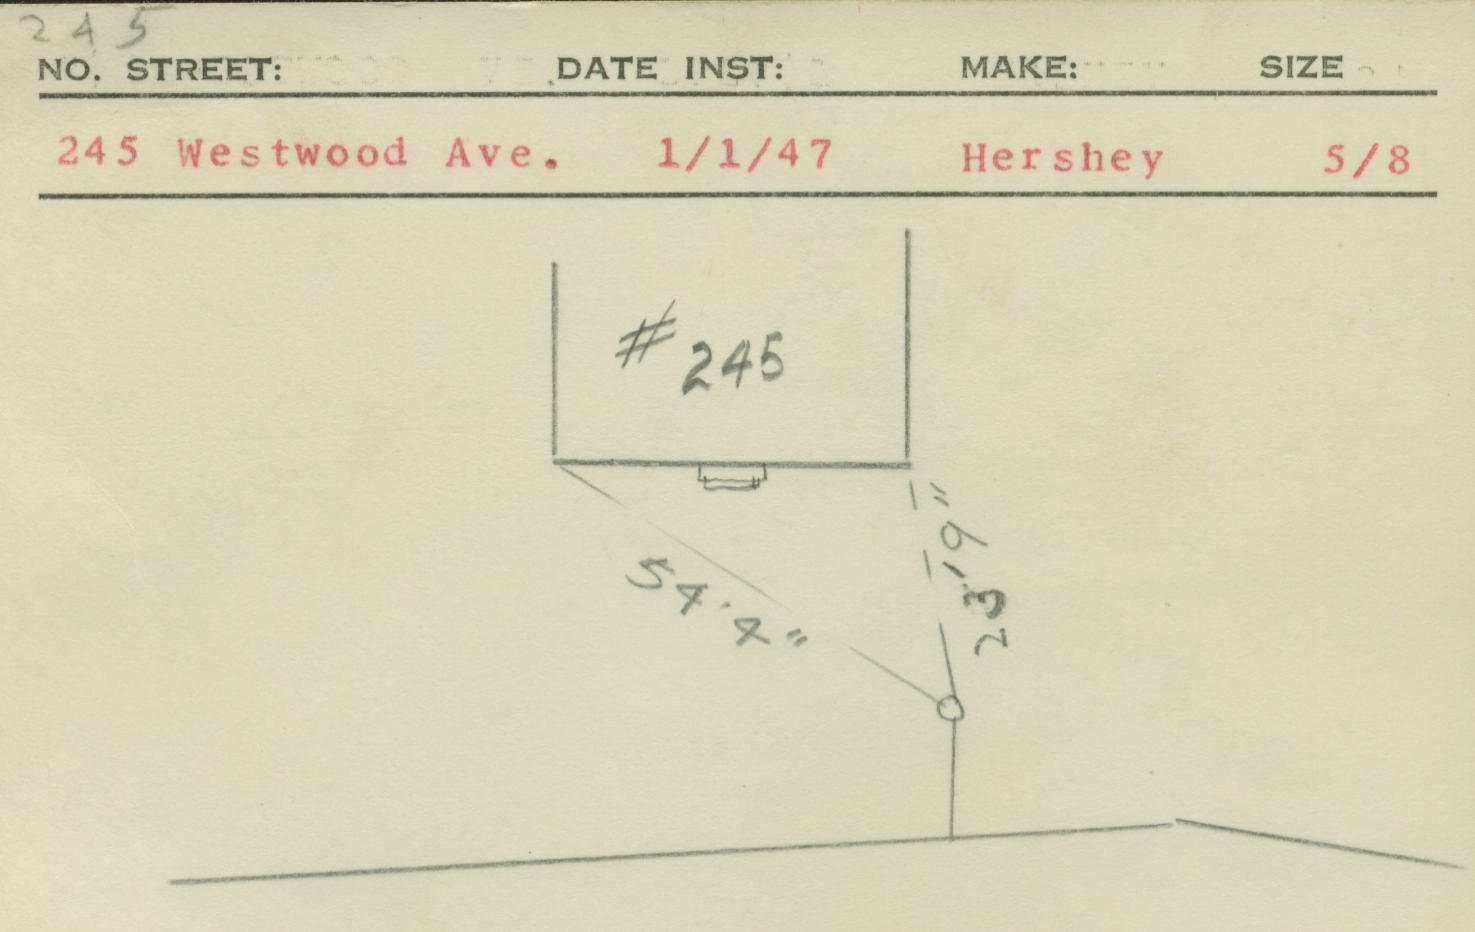 245
NO. STREET: DATE INST: MAKE: SIZE
245 Westwood Ave. 1/1/47 Hershey 5/8
# 245
54'4"
23'9"